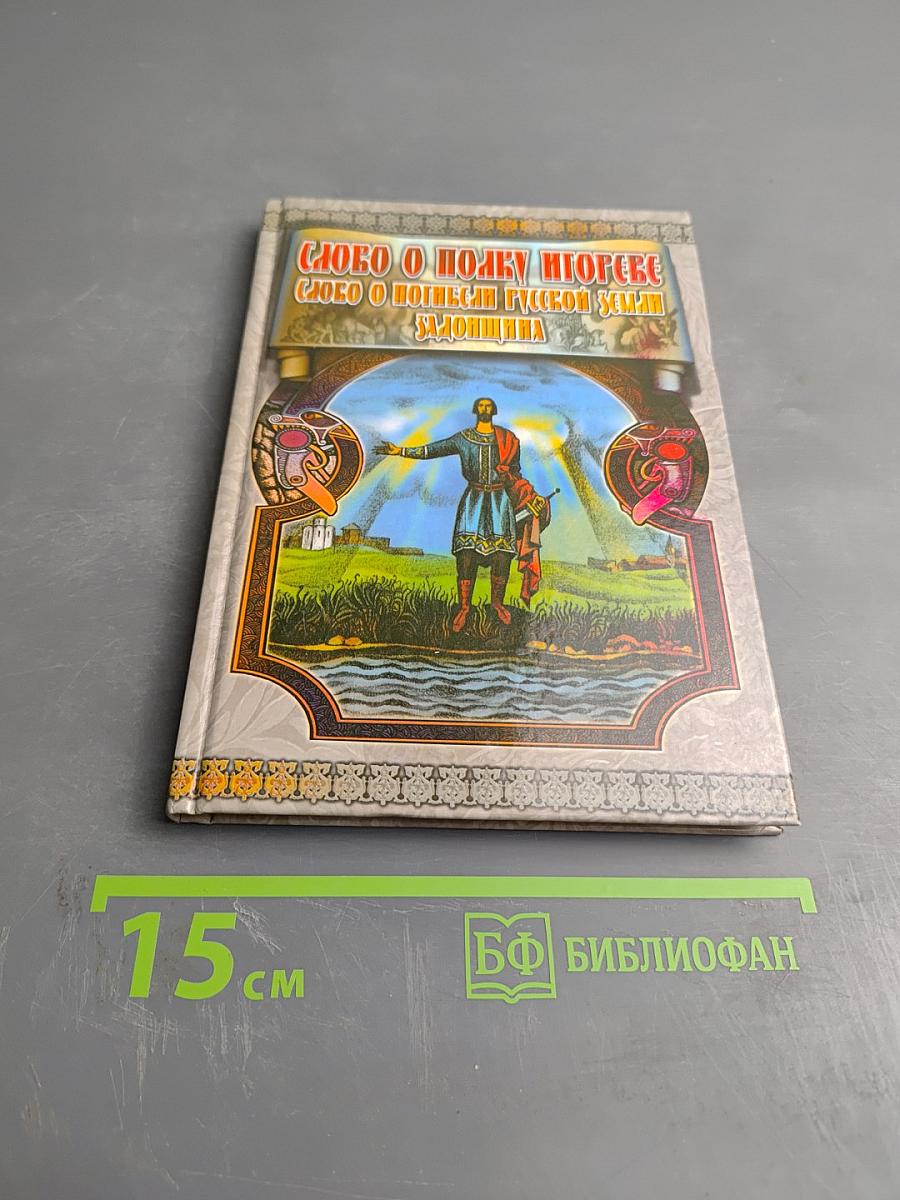 СЛОВО О ПОЛКУ ИГОРЕВЕ
СЛОВО О ПОГИБЕЛИ РУССКОЙ ЗЕМЛИ
ЗАДОНЩИНА
15 см
БФ БИБЛИОФАН